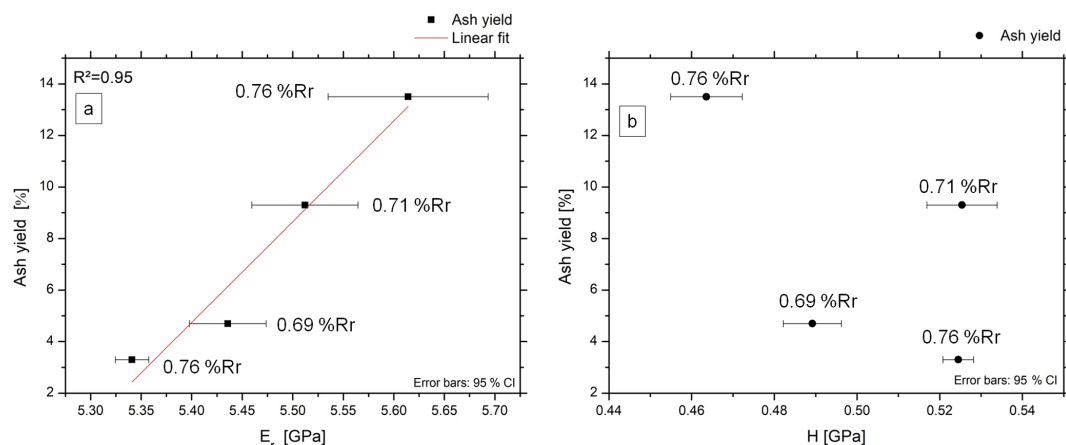 Ash yield
Linear fit
R²=0.95
a
0.76 %Rr
0.71 %Rr
0.69 %Rr
0.76 %Rr
Error bars: 95 % CI
14
12
10
8
6
4
2
Ash yield [%]
5.30 5.35 5.40 5.45 5.50 5.55 5.60 5.65 5.70
Er [GPa]
Ash yield
b
0.76 %Rr
0.71 %Rr
0.69 %Rr
0.76 %Rr
Error bars: 95 % CI
14
12
10
8
6
4
2
Ash yield [%]
0.44 0.46 0.48 0.50 0.52 0.54
H [GPa]